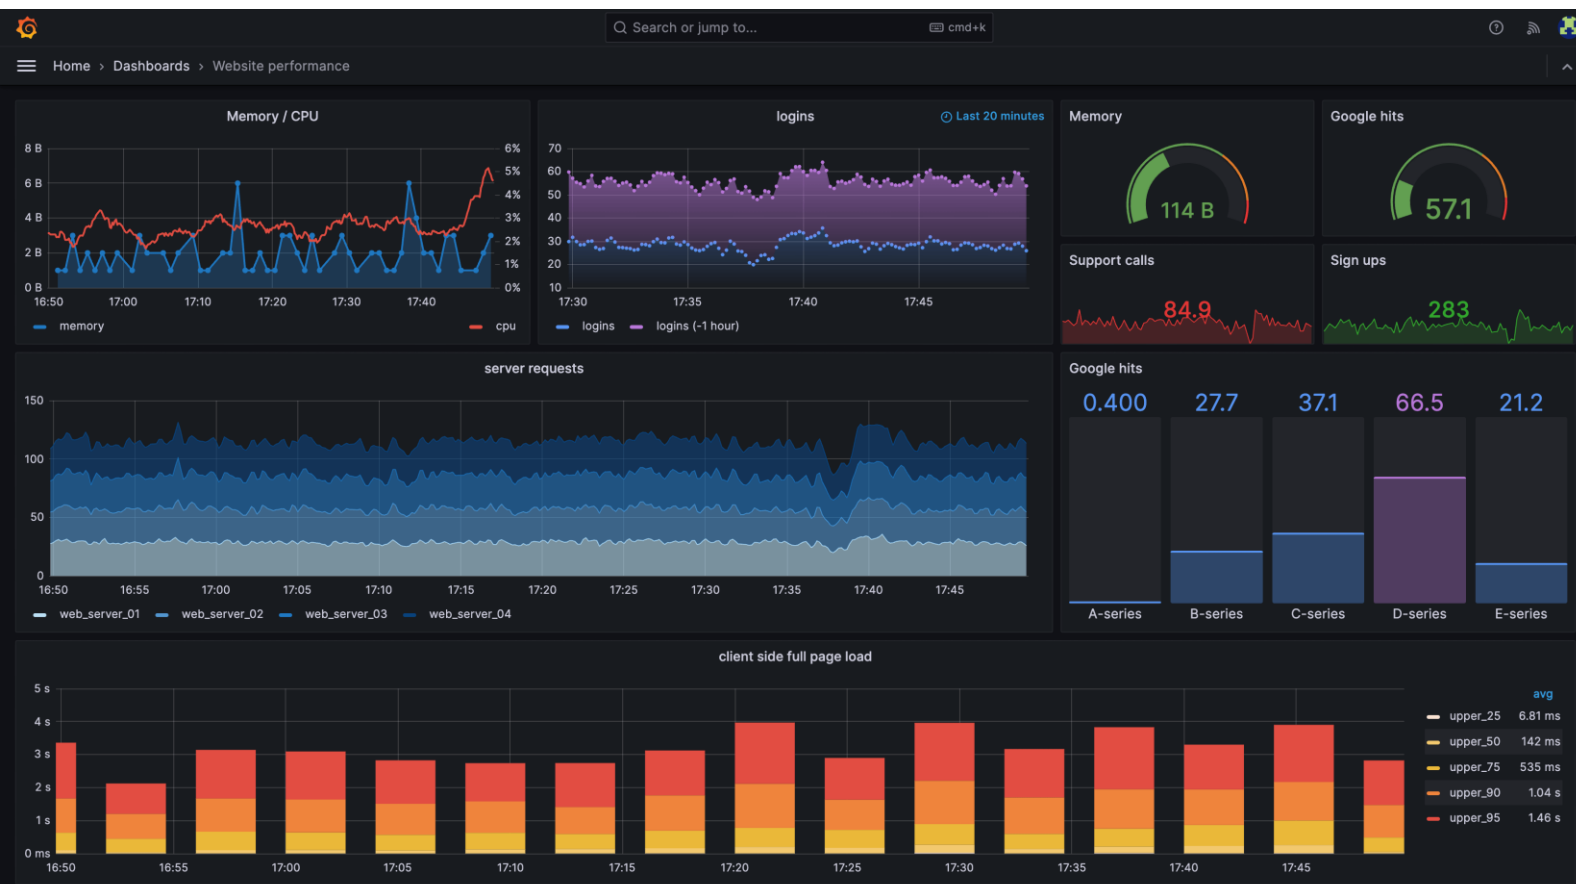 Search or jump to... cmd+k
Home › Dashboards › Website performance
Memory / CPU
8 B
6 B
4 B
2 B
0 B
6%
5%
4%
3%
2%
1%
0%
16:50 17:00 17:10 17:20 17:30 17:40
memory cpu
logins Last 20 minutes
70
60
50
40
30
20
10
17:30 17:35 17:40 17:45
logins logins (-1 hour)
Memory
114 B
Google hits
57.1
Support calls
84.9
Sign ups
283
server requests
150
100
50
0
16:50 16:55 17:00 17:05 17:10 17:15 17:20 17:25 17:30 17:35 17:40 17:45
web_server_01 web_server_02 web_server_03 web_server_04
Google hits
0.400 27.7 37.1 66.5 21.2
A-series B-series C-series D-series E-series
client side full page load
5 s
4 s
3 s
2 s
1 s
0 ms
16:50 16:55 17:00 17:05 17:10 17:15 17:20 17:25 17:30 17:35 17:40 17:45
avg
upper_25 6.81 ms
upper_50 142 ms
upper_75 535 ms
upper_90 1.04 s
upper_95 1.46 s